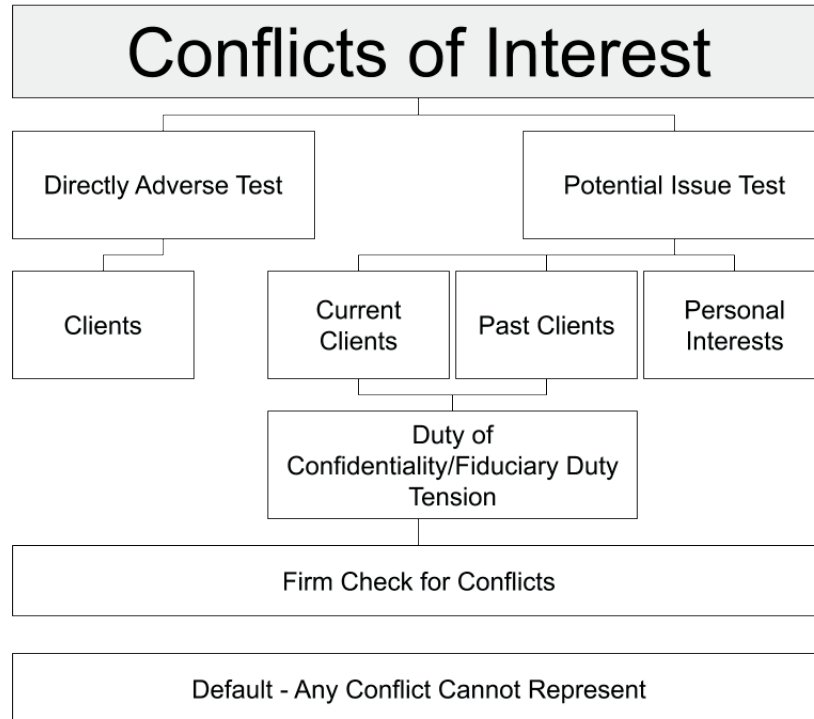 Conflicts of Interest
Directly Adverse Test
Potential Issue Test
Clients
Current
Clients
Past Clients
Personal
Interests
Duty of
Confidentiality/Fiduciary Duty
Tension
Firm Check for Conflicts
Default - Any Conflict Cannot Represent